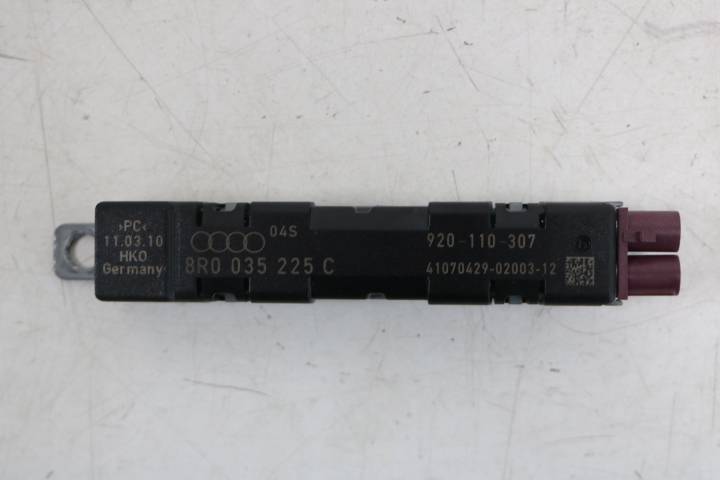 >PC<
11.03.10
HKO
Germany
04S
8R0 035 225 C
920-110-307
41070429-02003-12